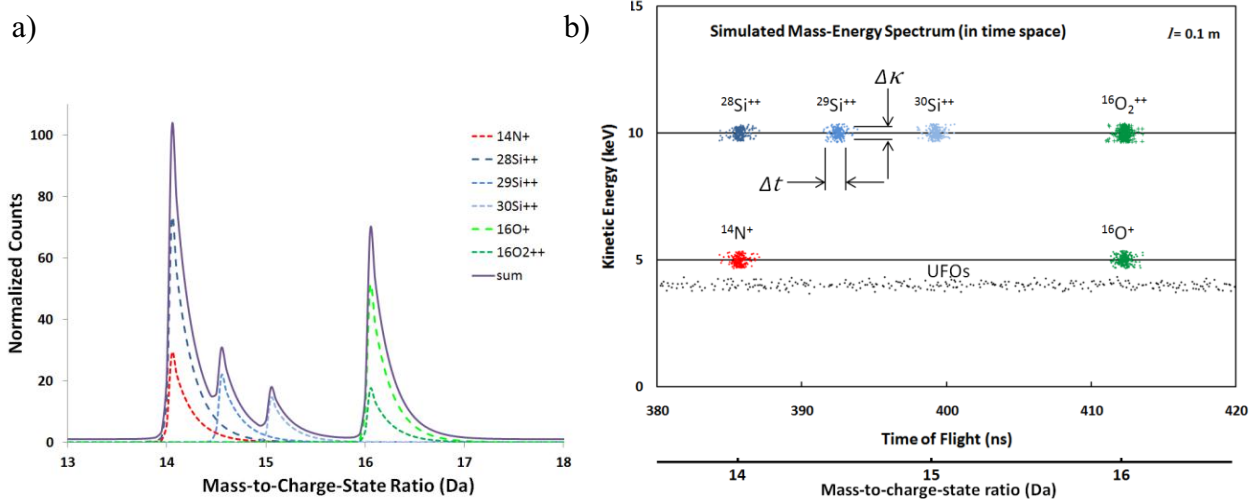 a)
Normalized Counts
100
80
60
40
20
0
13 14 15 16 17 18
Mass-to-Charge-State Ratio (Da)
14N+
28Si++
29Si++
30Si++
16O+
16O2++
sum
b)
Simulated Mass-Energy Spectrum (in time space)
l= 0.1 m
Kinetic Energy (keV)
15
10
5
0
Δκ
²⁸Si⁺⁺ ²⁹Si⁺⁺ ³⁰Si⁺⁺ ¹⁶O₂⁺⁺
Δt
¹⁴N⁺ ¹⁶O⁺
UFOs
380 390 400 410 420
Time of Flight (ns)
14 15 16
Mass-to-charge-state ratio (Da)